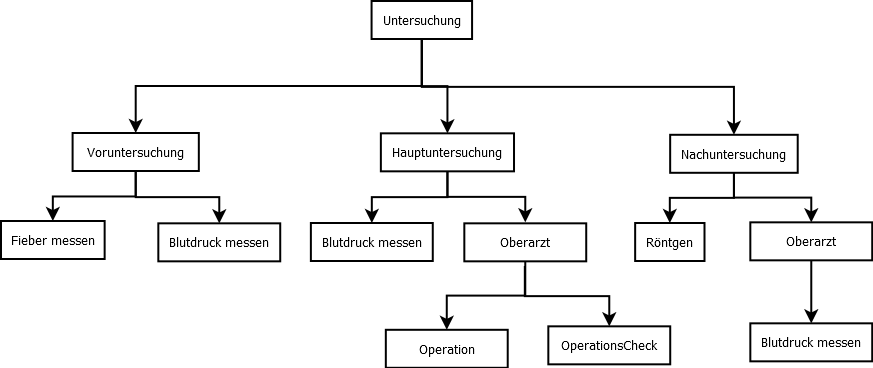 Untersuchung
Voruntersuchung
Hauptuntersuchung
Nachuntersuchung
Fieber messen
Blutdruck messen
Blutdruck messen
Oberarzt
Röntgen
Oberarzt
Operation
OperationsCheck
Blutdruck messen